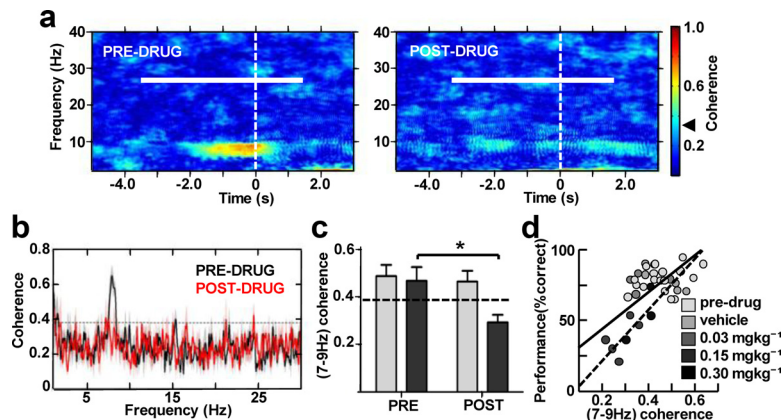 a
PRE-DRUG
POST-DRUG
Frequency (Hz)
40
30
20
10
-4.0 -2.0 0 2.0
Time (s)
40
30
20
10
-4.0 -2.0 0 2.0
Time (s)
1.0
0.6
0.2
Coherence
b
PRE-DRUG
POST-DRUG
Coherence
0.8
0.6
0.4
0.2
5 15 25
Frequency (Hz)
c
*
(7-9Hz) coherence
0.6
0.4
0.2
PRE POST
d
Performance(%correct)
100
75
50
25
0
0.2 0.4 0.6
(7-9Hz) coherence
pre-drug
vehicle
0.03 mgkg⁻¹
0.15 mgkg⁻¹
0.30 mgkg⁻¹